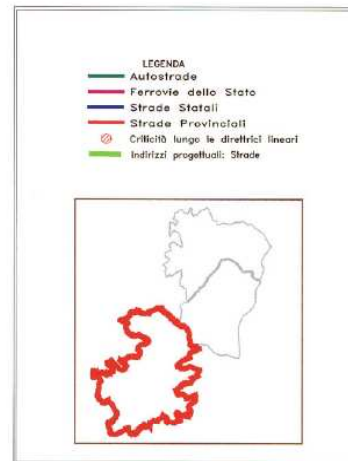 LEGENDA
Autostrade
Ferrovie dello Stato
Strade Statali
Strade Provinciali
Criticità lungo le direttrici lineari
Indirizzi progettuali: Strade